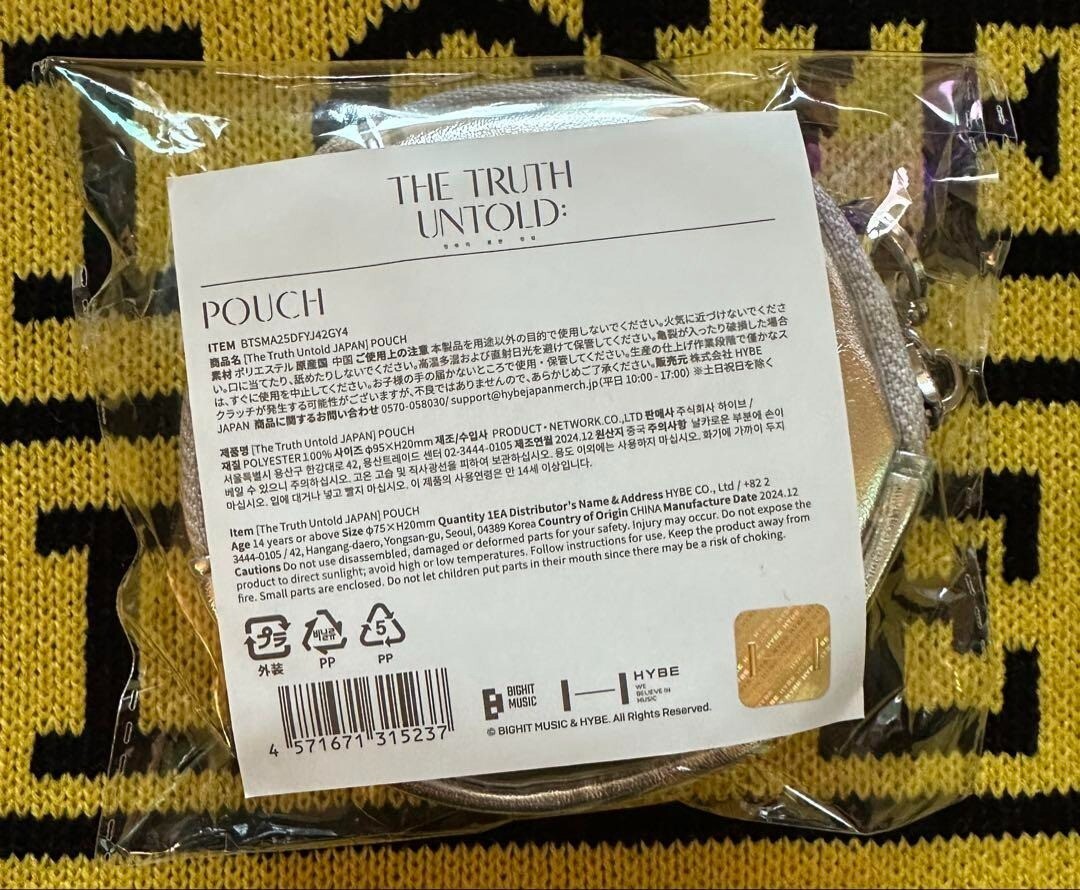 THE TRUTH
UNTOLD:
POUCH
ITEM BTSMA25DFYJ42GY4
商品名 [The Truth Untold JAPAN] POUCH
素材 ポリエステル 原産国 中国 ご使用上の注意 本製品を用途以外の目的で使用しないでください。火気に近づけないでくださ
い。口に当てたり、舐めたりしないでください。高温多湿および直射日光を避けて保管してください。亀裂が入ったり破損した場合
は、すぐに使用を中止してください。お子様の手の届かないところで使用・保管してください。生産の仕上げ作業段階で僅かなス
クラッチが発生する可能性がございますが、不良ではありませんので、あらかじめご了承ください。販売元 株式会社 HYBE
JAPAN 商品に関するお問い合わせ 0570-058030/ support@hybejapanmerch.jp (平日 10:00 - 17:00) ※土日祝日を除く
제품명 [The Truth Untold JAPAN] POUCH
재질 POLYESTER 100% 사이즈 φ95×H20mm 제조/수입사 PRODUCT・NETWORK.CO.,LTD 판매사 주식회사 하이브 /
서울특별시 용산구 한강대로 42, 용산트레이드 센터 02-3444-0105 제조연월 2024.12 원산지 중국 주의사항 날카로운 부분에 손이
베일 수 있으니 주의하십시오. 고온 고습 및 직사광선을 피하여 보관하십시오. 용도 이외에는 사용하지 마십시오. 화기에 가까이 두지
마십시오. 입에 대거나 넣고 빨지 마십시오. 이 제품의 사용연령은 만 14세 이상입니다.
Item [The Truth Untold JAPAN] POUCH
Age 14 years or above Size φ75×H20mm Quantity 1EA Distributor's Name & Address HYBE CO., Ltd / +82 2
3444-0105 / 42, Hangang-daero, Yongsan-gu, Seoul, 04389 Korea Country of Origin CHINA Manufacture Date 2024.12
Cautions Do not use disassembled, damaged or deformed parts for your safety. Injury may occur. Do not expose the
product to direct sunlight; avoid high or low temperatures. Follow instructions for use. Keep the product away from
fire. Small parts are enclosed. Do not let children put parts in their mouth since there may be a risk of choking.
プラ 비닐류 5
外装 PP PP
4 571671 315237
BIGHIT
MUSIC
HYBE
WE
BELIEVE IN
MUSIC
© BIGHIT MUSIC & HYBE. All Rights Reserved.